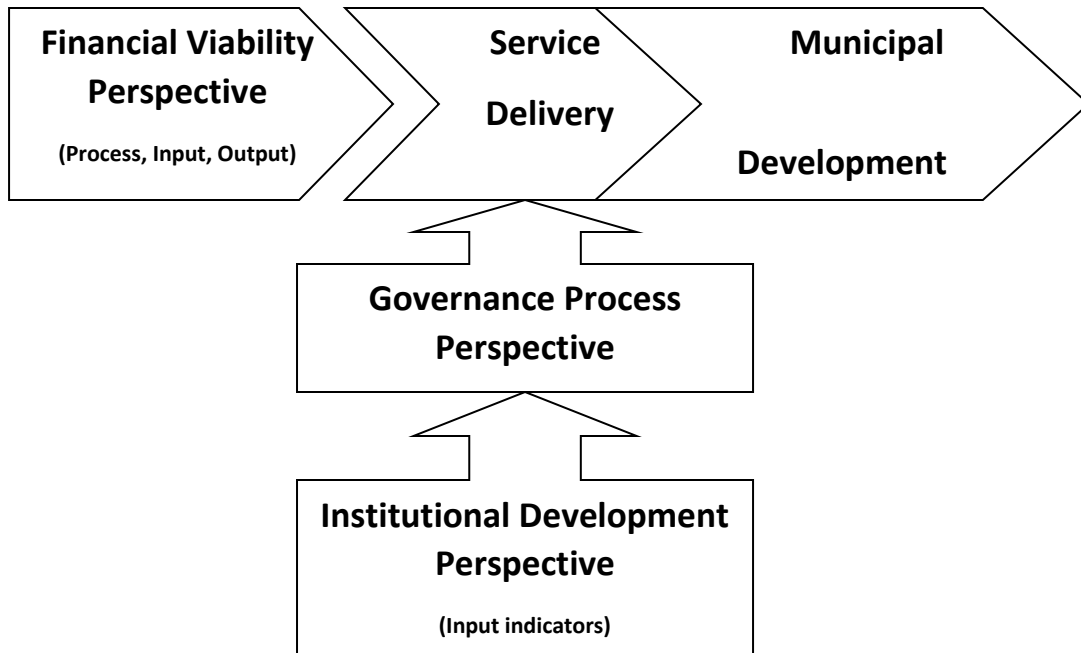 Financial Viability
Perspective
(Process, Input, Output)
Service
Delivery
Municipal
Development
Governance Process
Perspective
Institutional Development
Perspective
(Input indicators)